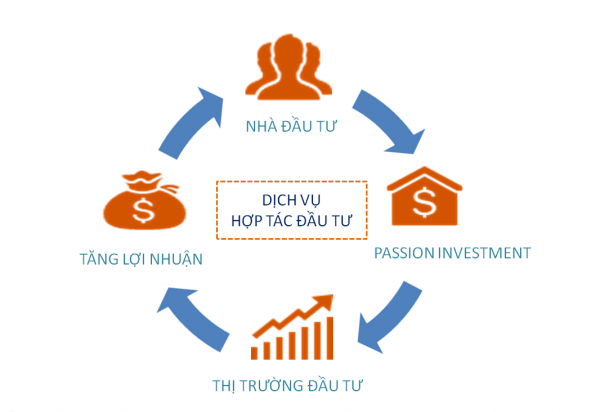 NHÀ ĐẦU TƯ
DỊCH VỤ
HỢP TÁC ĐẦU TƯ
TĂNG LỢI NHUẬN
PASSION INVESTMENT
THỊ TRƯỜNG ĐẦU TƯ